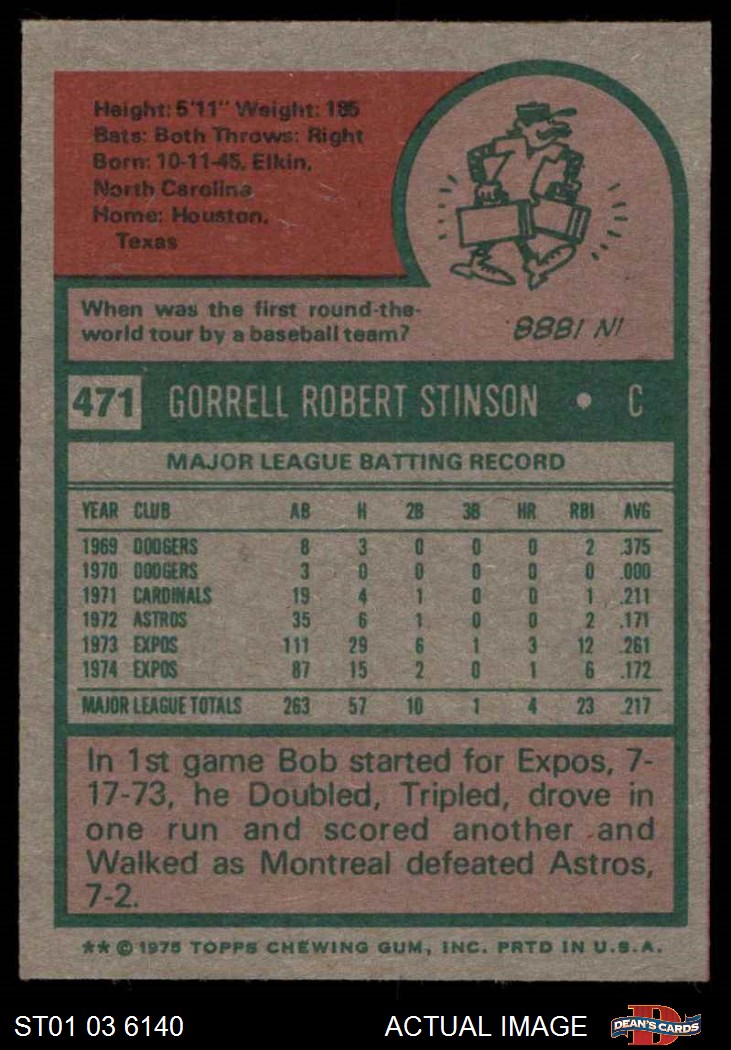 Height: 5'11" Weight: 185
Bats: Both Throws: Right
Born: 10-11-45, Elkin,
North Carolina
Home: Houston,
Texas
When was the first round-the-
world tour by a baseball team?
IN 1888
471 GORRELL ROBERT STINSON • C
MAJOR LEAGUE BATTING RECORD
YEAR CLUB AB H 2B 3B HR RBI AVG
1969 DODGERS 8 3 0 0 0 2 .375
1970 DODGERS 3 0 0 0 0 0 .000
1971 CARDINALS 19 4 1 0 0 1 .211
1972 ASTROS 35 6 1 0 0 2 .171
1973 EXPOS 111 29 6 1 3 12 .261
1974 EXPOS 87 15 2 0 1 6 .172
MAJOR LEAGUE TOTALS 263 57 10 1 4 23 .217
In 1st game Bob started for Expos, 7-
17-73, he Doubled, Tripled, drove in
one run and scored another and
Walked as Montreal defeated Astros,
7-2.
** © 1975 TOPPS CHEWING GUM, INC. PRTD IN U.S.A.
ST01 03 6140 ACTUAL IMAGE DEAN'S CARDS